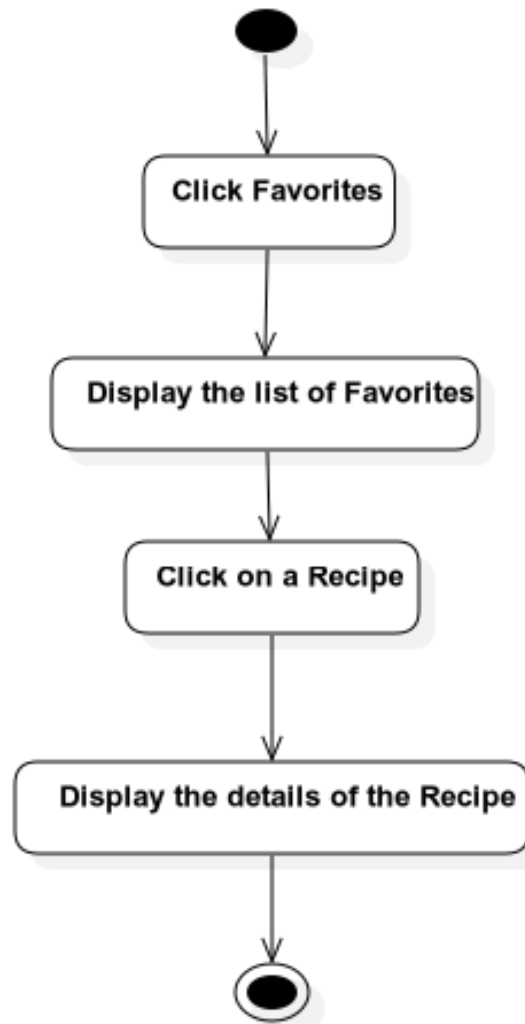 Click Favorites
Display the list of Favorites
Click on a Recipe
Display the details of the Recipe